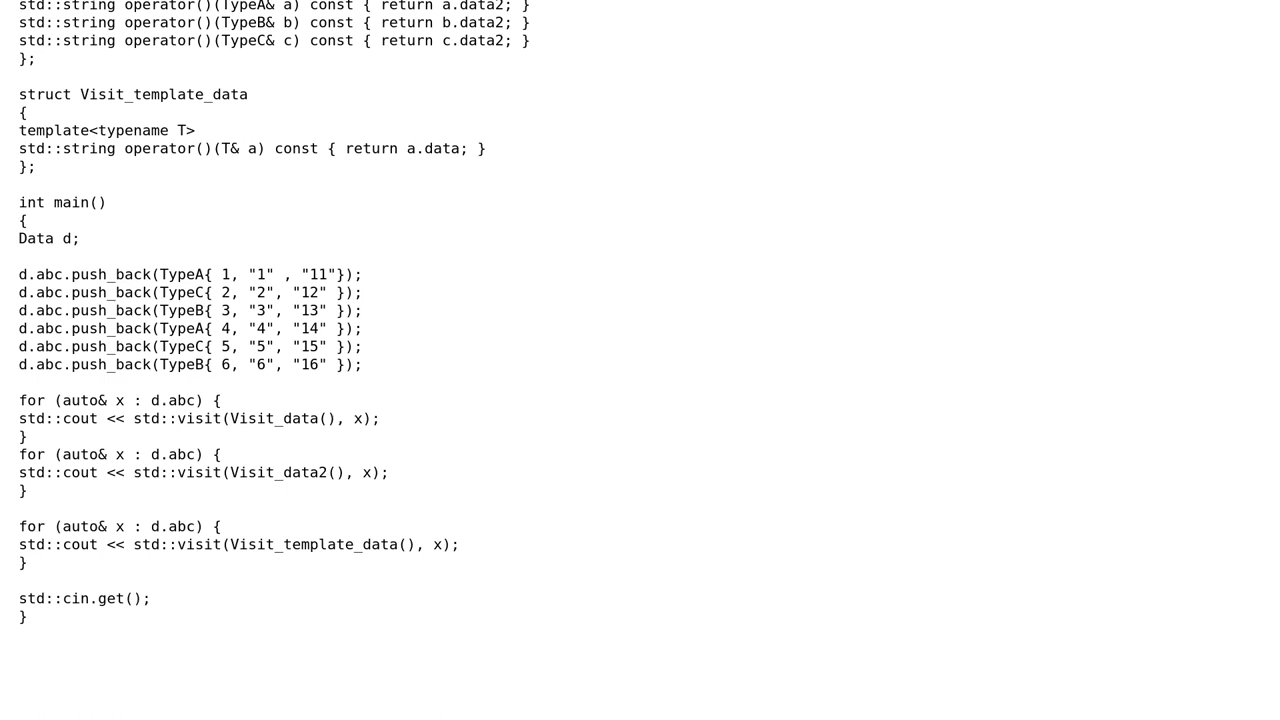 std::string operator()(TypeA& a) const { return a.data2; }
std::string operator()(TypeB& b) const { return b.data2; }
std::string operator()(TypeC& c) const { return c.data2; }
};
struct Visit_template_data
{
template<typename T>
std::string operator()(T& a) const { return a.data; }
};
int main()
{
Data d;
d.abc.push_back(TypeA{ 1, "1" , "11"});
d.abc.push_back(TypeC{ 2, "2", "12" });
d.abc.push_back(TypeB{ 3, "3", "13" });
d.abc.push_back(TypeA{ 4, "4", "14" });
d.abc.push_back(TypeC{ 5, "5", "15" });
d.abc.push_back(TypeB{ 6, "6", "16" });
for (auto& x : d.abc) {
std::cout << std::visit(Visit_data(), x);
}
for (auto& x : d.abc) {
std::cout << std::visit(Visit_data2(), x);
}
for (auto& x : d.abc) {
std::cout << std::visit(Visit_template_data(), x);
}
std::cin.get();
}